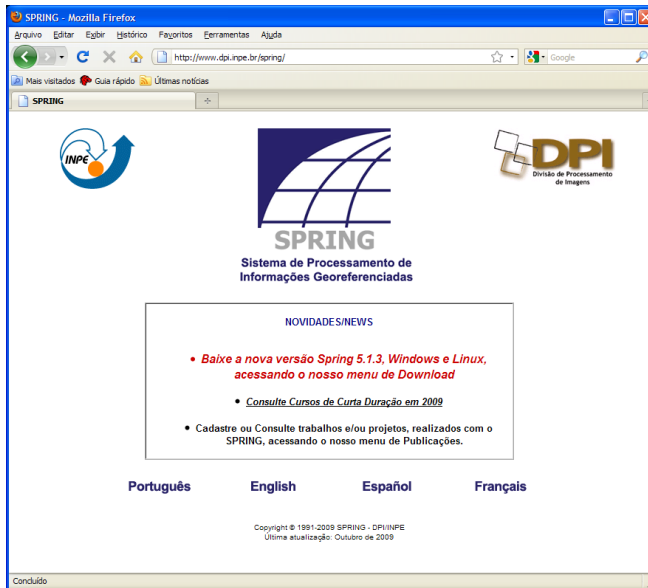 SPRING - Mozilla Firefox
Arquivo Editar Exibir Histórico Favoritos Ferramentas Ajuda
http://www.dpi.inpe.br/spring/
Google
Mais visitados Guia rápido Últimas notícias
SPRING
INPE
DPI
Divisão de Processamento
de Imagens
SPRING
Sistema de Processamento de
Informações Georeferenciadas
NOVIDADES/NEWS
• Baixe a nova versão Spring 5.1.3, Windows e Linux,
acessando o nosso menu de Download
• Consulte Cursos de Curta Duração em 2009
• Cadastre ou Consulte trabalhos e/ou projetos, realizados com o
SPRING, acessando o nosso menu de Publicações.
Português English Español Français
Copyright © 1991-2009 SPRING - DPI/INPE
Última atualização: Outubro de 2009
Concluído